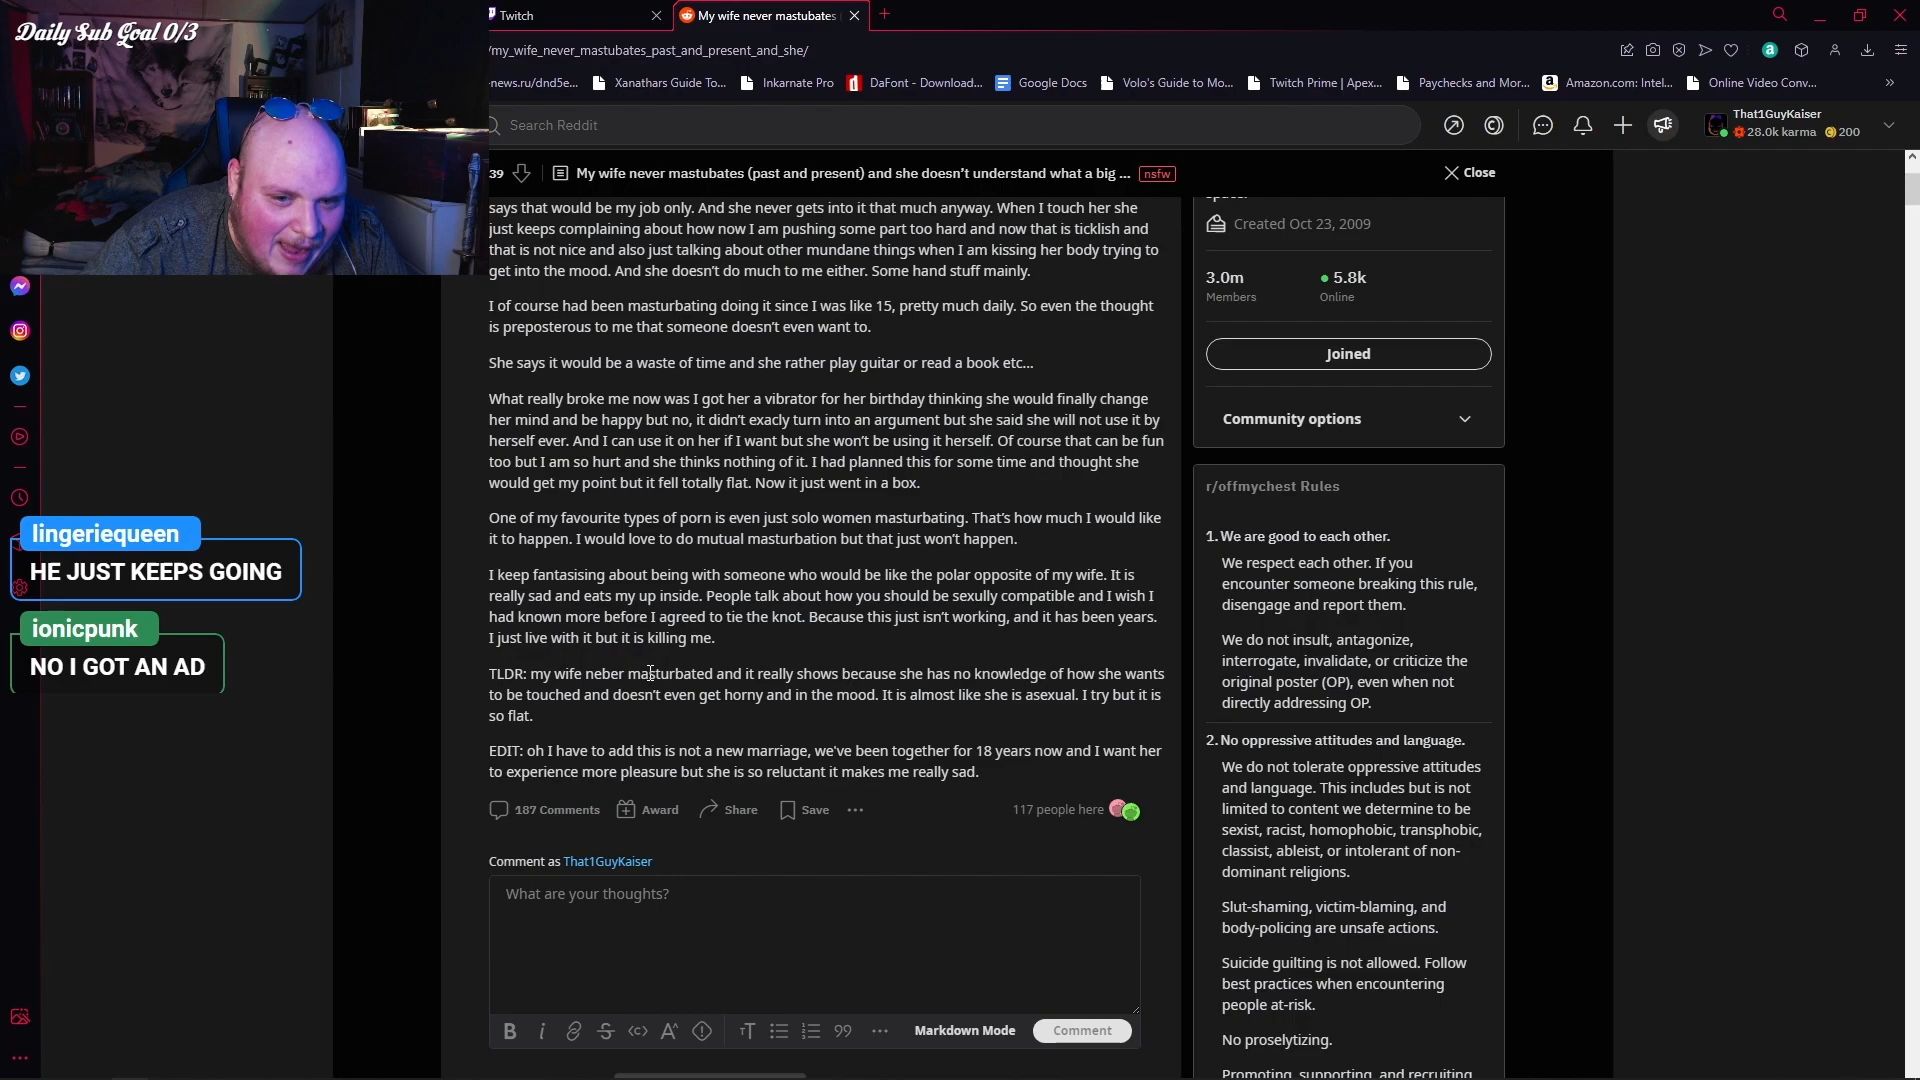 Daily Sub Goal 0/3
Twitch
My wife never mastubates
/my_wife_never_mastubates_past_and_present_and_she/
-news.ru/dnd5e...
Xanathars Guide To...
Inkarnate Pro
DaFont - Download...
Google Docs
Volo's Guide to Mo...
Twitch Prime | Apex...
Paychecks and Mor...
Amazon.com: Intel...
Online Video Conv...
Search Reddit
That1GuyKaiser
28.0k karma 200
39
My wife never mastubates (past and present) and she doesn't understand what a big ...
nsfw
Close
says that would be my job only. And she never gets into it that much anyway. When I touch her she
just keeps complaining about how now I am pushing some part too hard and now that is ticklish and
that is not nice and also just talking about other mundane things when I am kissing her body trying to
get into the mood. And she doesn't do much to me either. Some hand stuff mainly.
I of course had been masturbating doing it since I was like 15, pretty much daily. So even the thought
is preposterous to me that someone doesn't even want to.
She says it would be a waste of time and she rather play guitar or read a book etc...
What really broke me now was I got her a vibrator for her birthday thinking she would finally change
her mind and be happy but no, it didn't exacly turn into an argument but she said she will not use it by
herself ever. And I can use it on her if I want but she won't be using it herself. Of course that can be fun
too but I am so hurt and she thinks nothing of it. I had planned this for some time and thought she
would get my point but it fell totally flat. Now it just went in a box.
One of my favourite types of porn is even just solo women masturbating. That's how much I would like
it to happen. I would love to do mutual masturbation but that just won't happen.
I keep fantasising about being with someone who would be like the polar opposite of my wife. It is
really sad and eats my up inside. People talk about how you should be sexully compatible and I wish I
had known more before I agreed to tie the knot. Because this just isn't working, and it has been years.
I just live with it but it is killing me.
TLDR: my wife neber masturbated and it really shows because she has no knowledge of how she wants
to be touched and doesn't even get horny and in the mood. It is almost like she is asexual. I try but it is
so flat.
EDIT: oh I have to add this is not a new marriage, we've been together for 18 years now and I want her
to experience more pleasure but she is so reluctant it makes me really sad.
187 Comments
Award
Share
Save
117 people here
Comment as That1GuyKaiser
What are your thoughts?
Markdown Mode
Comment
Created Oct 23, 2009
3.0m
5.8k
Members
Online
Joined
Community options
r/offmychest Rules
1. We are good to each other.
We respect each other. If you
encounter someone breaking this rule,
disengage and report them.
We do not insult, antagonize,
interrogate, invalidate, or criticize the
original poster (OP), even when not
directly addressing OP.
2. No oppressive attitudes and language.
We do not tolerate oppressive attitudes
and language. This includes but is not
limited to content we determine to be
sexist, racist, homophobic, transphobic,
classist, ableist, or intolerant of non-
dominant religions.
Slut-shaming, victim-blaming, and
body-policing are unsafe actions.
Suicide guilting is not allowed. Follow
best practices when encountering
people at-risk.
No proselytizing.
Promoting, supporting, and recruiting
lingeriequeen
HE JUST KEEPS GOING
ionicpunk
NO I GOT AN AD